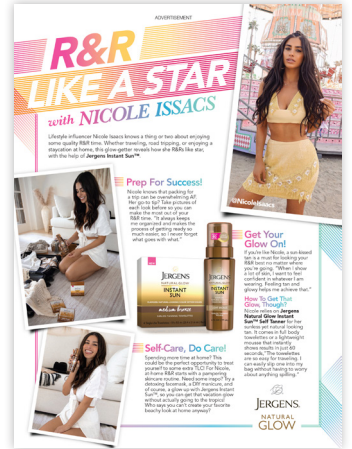 ADVERTISEMENT
R&R
LIKE A STAR
with NICOLE ISSACS
Lifestyle influencer Nicole Isaacs knows a thing or two about enjoying
some quality R&R time. Whether traveling, road tripping, or enjoying a
staycation at home, this glow-getter reveals how she R&Rs like star,
with the help of Jergens Instant Sun™.
@NicoleIsaacs
Prep For Success!
Nicole knows that packing for
a trip can be overwhelming AF.
Her go-to tip? Take pictures of
each look before so you can
make the most out of your
R&R time. "It always keeps
me organized and makes the
process of getting ready so
much easier, so I never forget
what goes with what."
JERGENS
NATURAL GLOW
INSTANT
SUN
medium bronze
JERGENS
INSTANT
SUN
Get Your
Glow On!
If you're like Nicole, a sun-kissed
tan is a must for looking your
R&R best no matter where
you're going. "When I show
a lot of skin, I want to feel
confident in whatever I am
wearing. Feeling tan and
glowy helps me achieve that."
How To Get That
Glow, Though?
Nicole relies on Jergens
Natural Glow Instant
Sun™ Self Tanner for her
sunless yet natural looking
tan. It comes in full body
towelettes or a lightweight
mousse that instantly
shows results in just 60
seconds, "The towelettes
are so easy for traveling. I
can easily slip one into my
bag without having to worry
about anything spilling."
Self-Care, Do Care!
Spending more time at home? This
could be the perfect opportunity to treat
yourself to some extra TLC! For Nicole,
at-home R&R starts with a pampering
skincare routine. Need some inspo? Try a
detoxing facemask, a DIY manicure, and
of course, a glow up with Jergens Instant
Sun™, so you can get that vacation glow
without actually going to the tropics!
Who says you can't create your favorite
beachy look at home anyway?
JERGENS.
NATURAL
GLOW